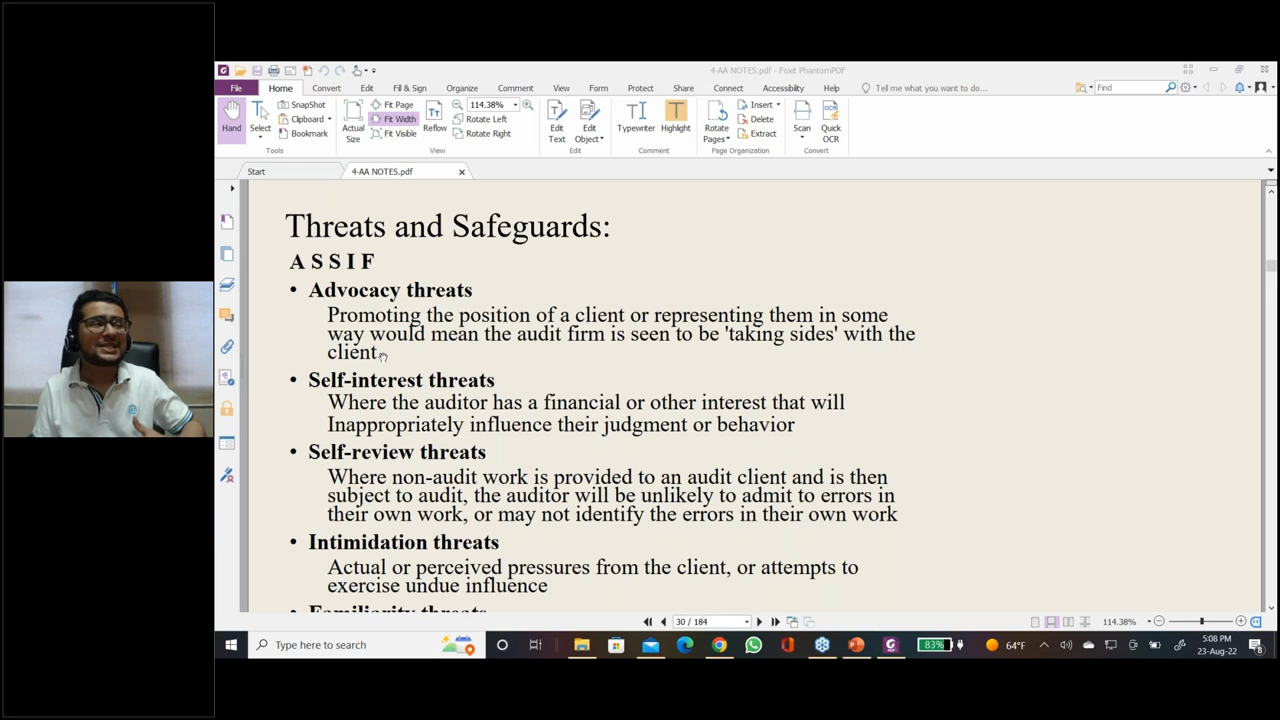 4-AA NOTES.pdf - Foxit PhantomPDF
File Home Convert Edit Fill & Sign Organize Comment View Form Protect Share Connect Accessibility Help Tell me what you want to do... Find
SnapShot Fit Page 114.38% Insert
Clipboard Fit Width Rotate Left Delete
Bookmark Fit Visible Rotate Right Extract
Hand Select Actual Size Reflow Edit Text Edit Object Typewriter Highlight Rotate Pages Scan Quick OCR
Tools View Edit Comment Page Organization Convert
Start 4-AA NOTES.pdf
Threats and Safeguards:
A S S I F
• Advocacy threats
Promoting the position of a client or representing them in some
way would mean the audit firm is seen to be 'taking sides' with the
client
• Self-interest threats
Where the auditor has a financial or other interest that will
Inappropriately influence their judgment or behavior
• Self-review threats
Where non-audit work is provided to an audit client and is then
subject to audit, the auditor will be unlikely to admit to errors in
their own work, or may not identify the errors in their own work
• Intimidation threats
Actual or perceived pressures from the client, or attempts to
exercise undue influence
• Familiarity threats
30 / 184 114.38%
Type here to search 83% 64°F 5:08 PM
23-Aug-22